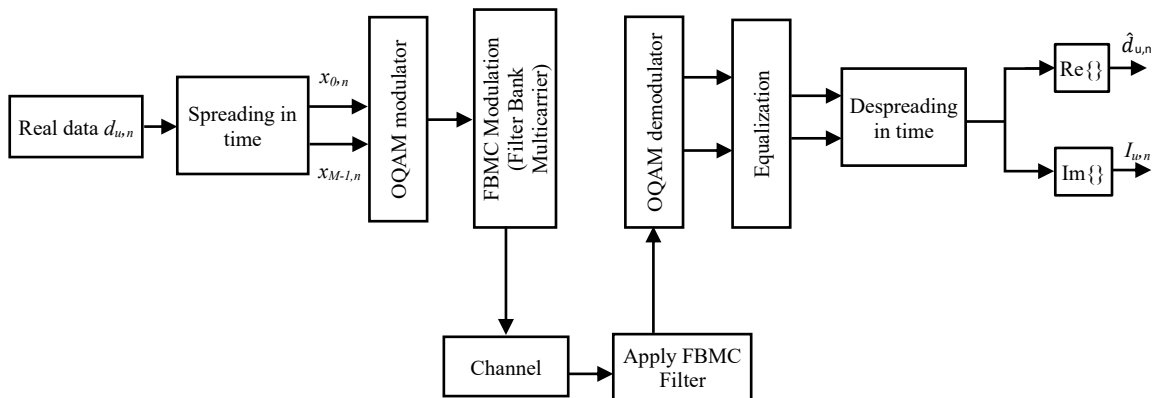 Real data d_{u,n}
Spreading in
time
x_{0,n}
x_{M-1,n}
OQAM modulator
FBMC Modulation
(Filter Bank
Multicarrier)
Channel
Apply FBMC
Filter
OQAM demodulator
Equalization
Despreading
in time
Re{}
d̂_{u,n}
Im{}
I_{u,n}